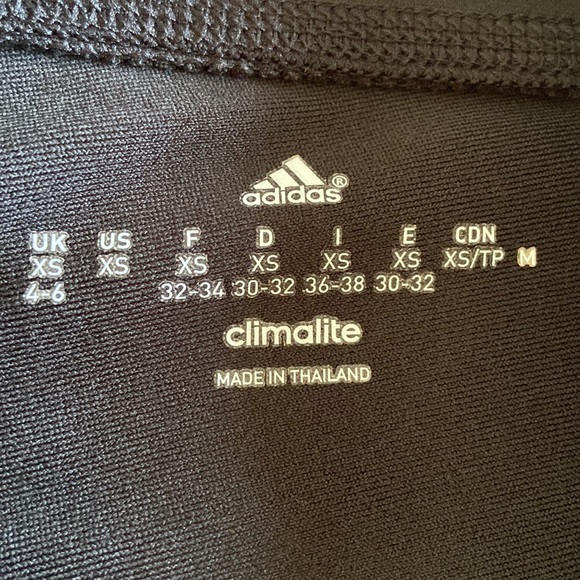 adidas®
UK US F D I E CDN
XS XS XS XS XS XS XS/TP M
4-6 32-34 30-32 36-38 30-32
climalite
MADE IN THAILAND